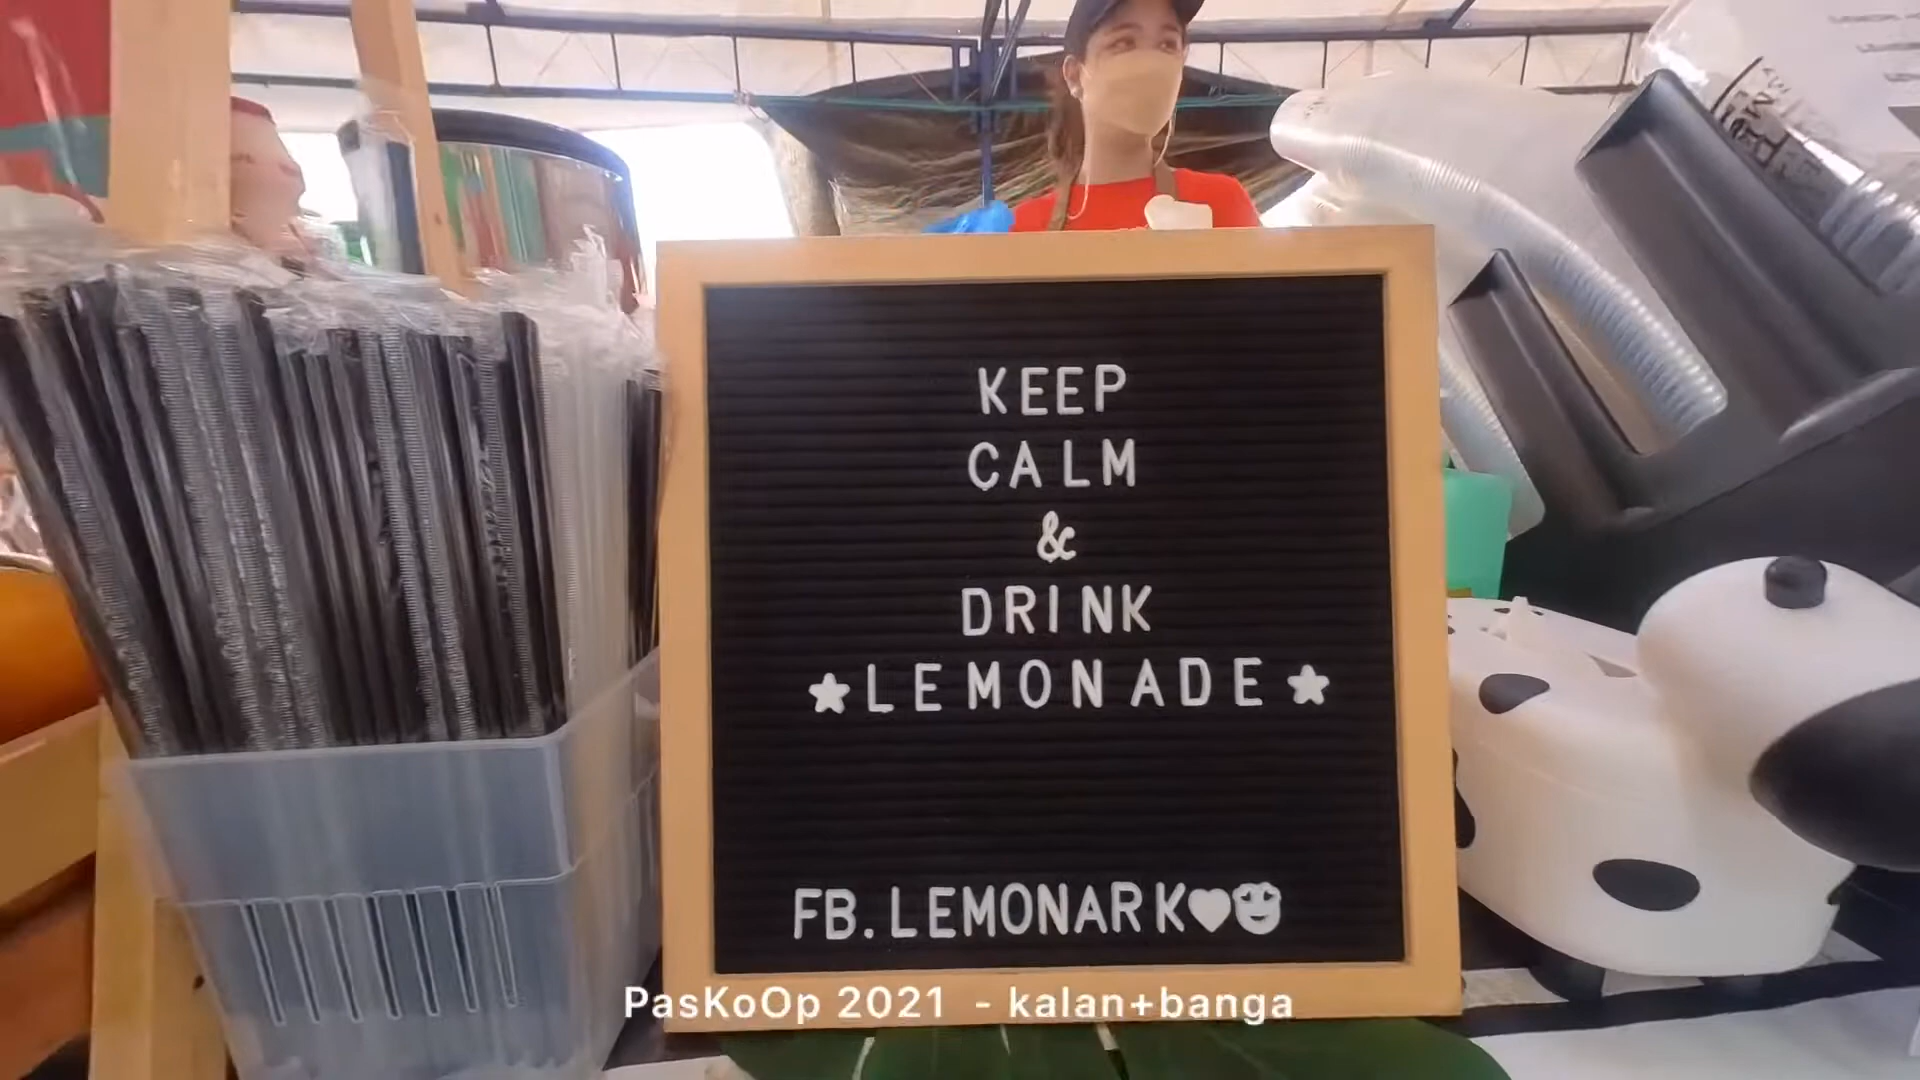 KEEP
CALM
&
DRINK
★LEMONADE★
FB.LEMONARK♥
PasKoOp 2021 - kalan+banga